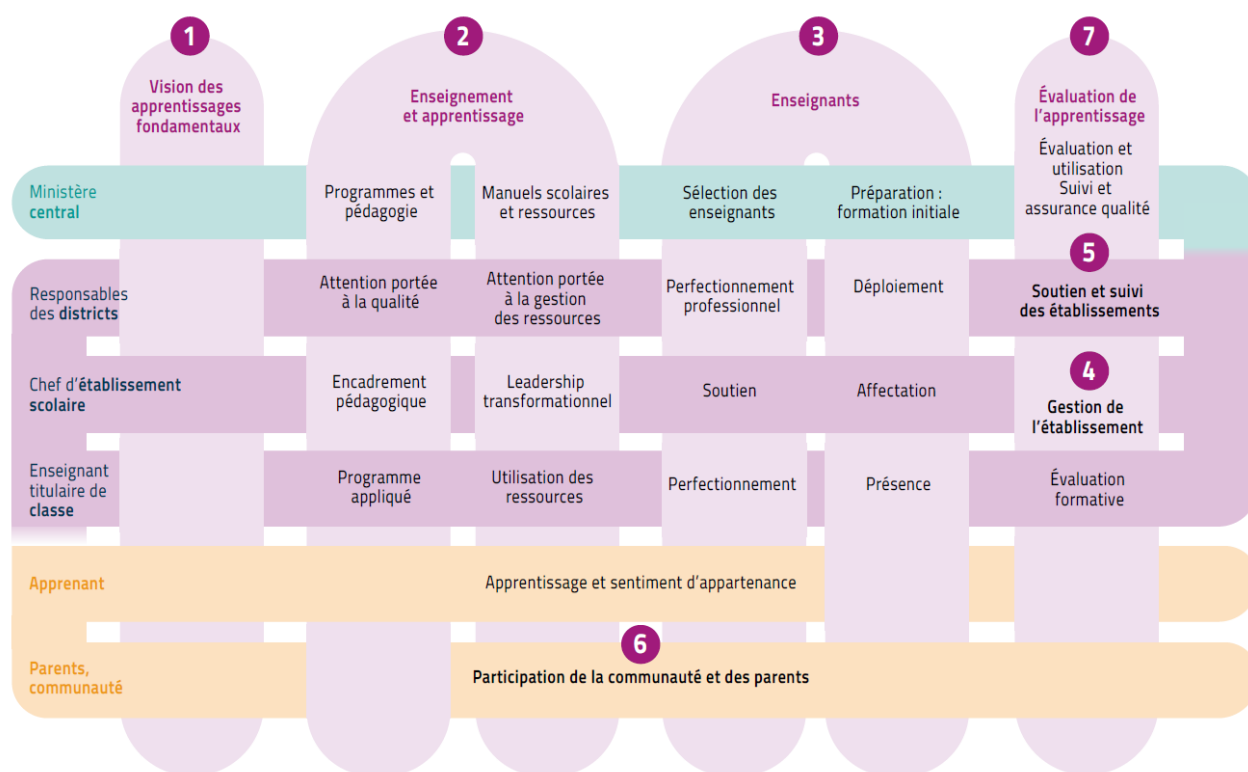 1
2
3
7
Vision des
apprentissages
fondamentaux
Enseignement
et apprentissage
Enseignants
Évaluation de
l'apprentissage
Ministère
central
Programmes et
pédagogie
Manuels scolaires
et ressources
Sélection des
enseignants
Préparation :
formation initiale
Évaluation et
utilisation
Suivi et
assurance qualité
5
Responsables
des districts
Attention portée
à la qualité
Attention portée
à la gestion
des ressources
Perfectionnement
professionnel
Déploiement
Soutien et suivi
des établissements
4
Chef d'établissement
scolaire
Encadrement
pédagogique
Leadership
transformationnel
Soutien
Affectation
Gestion de
l'établissement
Enseignant
titulaire de
classe
Programme
appliqué
Utilisation des
ressources
Perfectionnement
Présence
Évaluation
formative
Apprenant
Apprentissage et sentiment d'appartenance
6
Parents,
communauté
Participation de la communauté et des parents